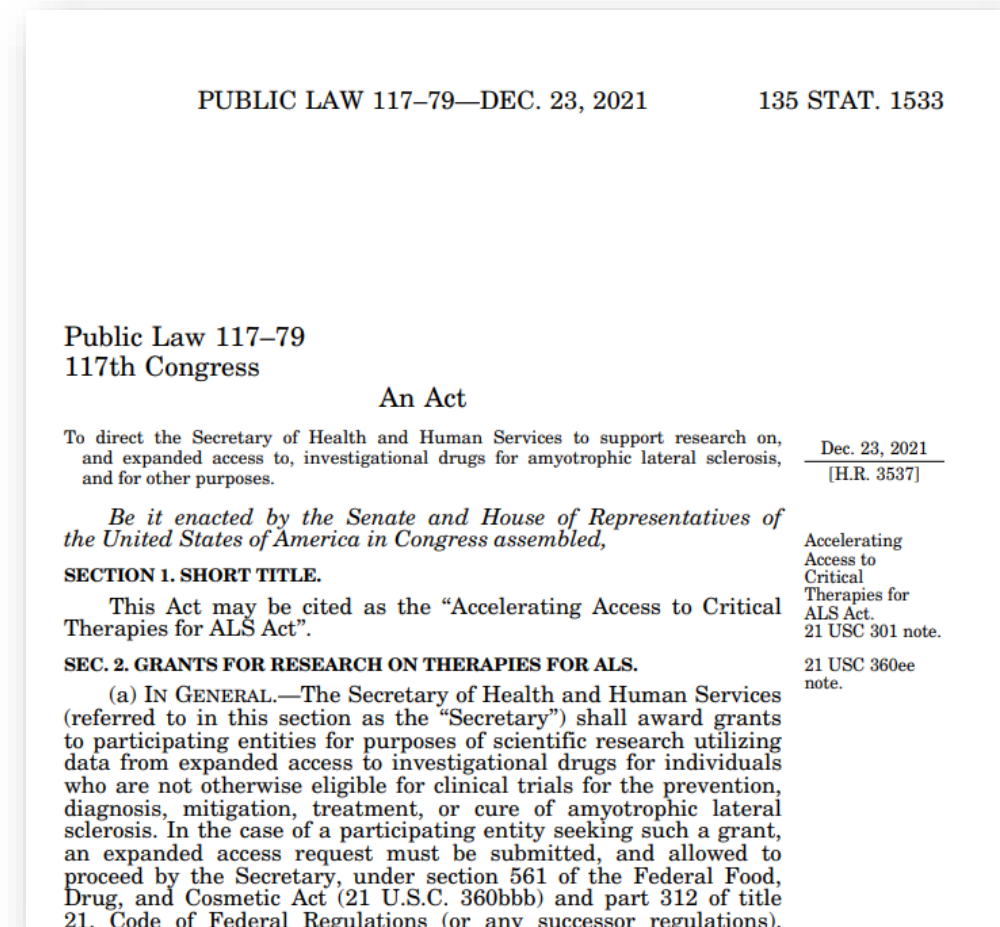 PUBLIC LAW 117–79—DEC. 23, 2021 135 STAT. 1533
Public Law 117–79
117th Congress
An Act
To direct the Secretary of Health and Human Services to support research on,
and expanded access to, investigational drugs for amyotrophic lateral sclerosis,
and for other purposes.
Dec. 23, 2021
[H.R. 3537]
Be it enacted by the Senate and House of Representatives of
the United States of America in Congress assembled,
SECTION 1. SHORT TITLE.
This Act may be cited as the “Accelerating Access to Critical
Therapies for ALS Act”.
Accelerating
Access to
Critical
Therapies for
ALS Act.
21 USC 301 note.
SEC. 2. GRANTS FOR RESEARCH ON THERAPIES FOR ALS.
21 USC 360ee
note.
(a) IN GENERAL.—The Secretary of Health and Human Services
(referred to in this section as the “Secretary”) shall award grants
to participating entities for purposes of scientific research utilizing
data from expanded access to investigational drugs for individuals
who are not otherwise eligible for clinical trials for the prevention,
diagnosis, mitigation, treatment, or cure of amyotrophic lateral
sclerosis. In the case of a participating entity seeking such a grant,
an expanded access request must be submitted, and allowed to
proceed by the Secretary, under section 561 of the Federal Food,
Drug, and Cosmetic Act (21 U.S.C. 360bbb) and part 312 of title
21, Code of Federal Regulations (or any successor regulations).